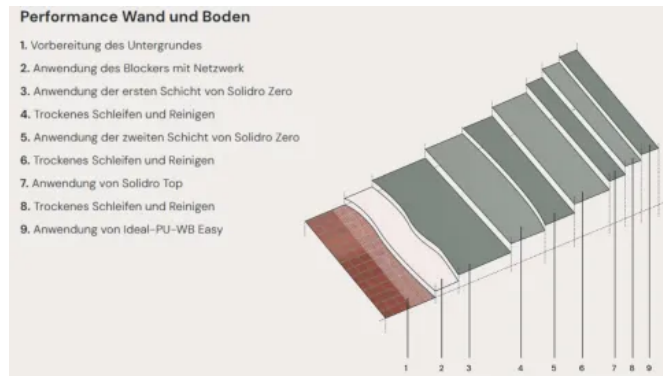 Performance Wand und Boden
1. Vorbereitung des Untergrundes
2. Anwendung des Blockers mit Netzwerk
3. Anwendung der ersten Schicht von Solidro Zero
4. Trockenes Schleifen und Reinigen
5. Anwendung der zweiten Schicht von Solidro Zero
6. Trockenes Schleifen und Reinigen
7. Anwendung von Solidro Top
8. Trockenes Schleifen und Reinigen
9. Anwendung von Ideal-PU-WB Easy
1 2 3 4 5 6 7 8 9